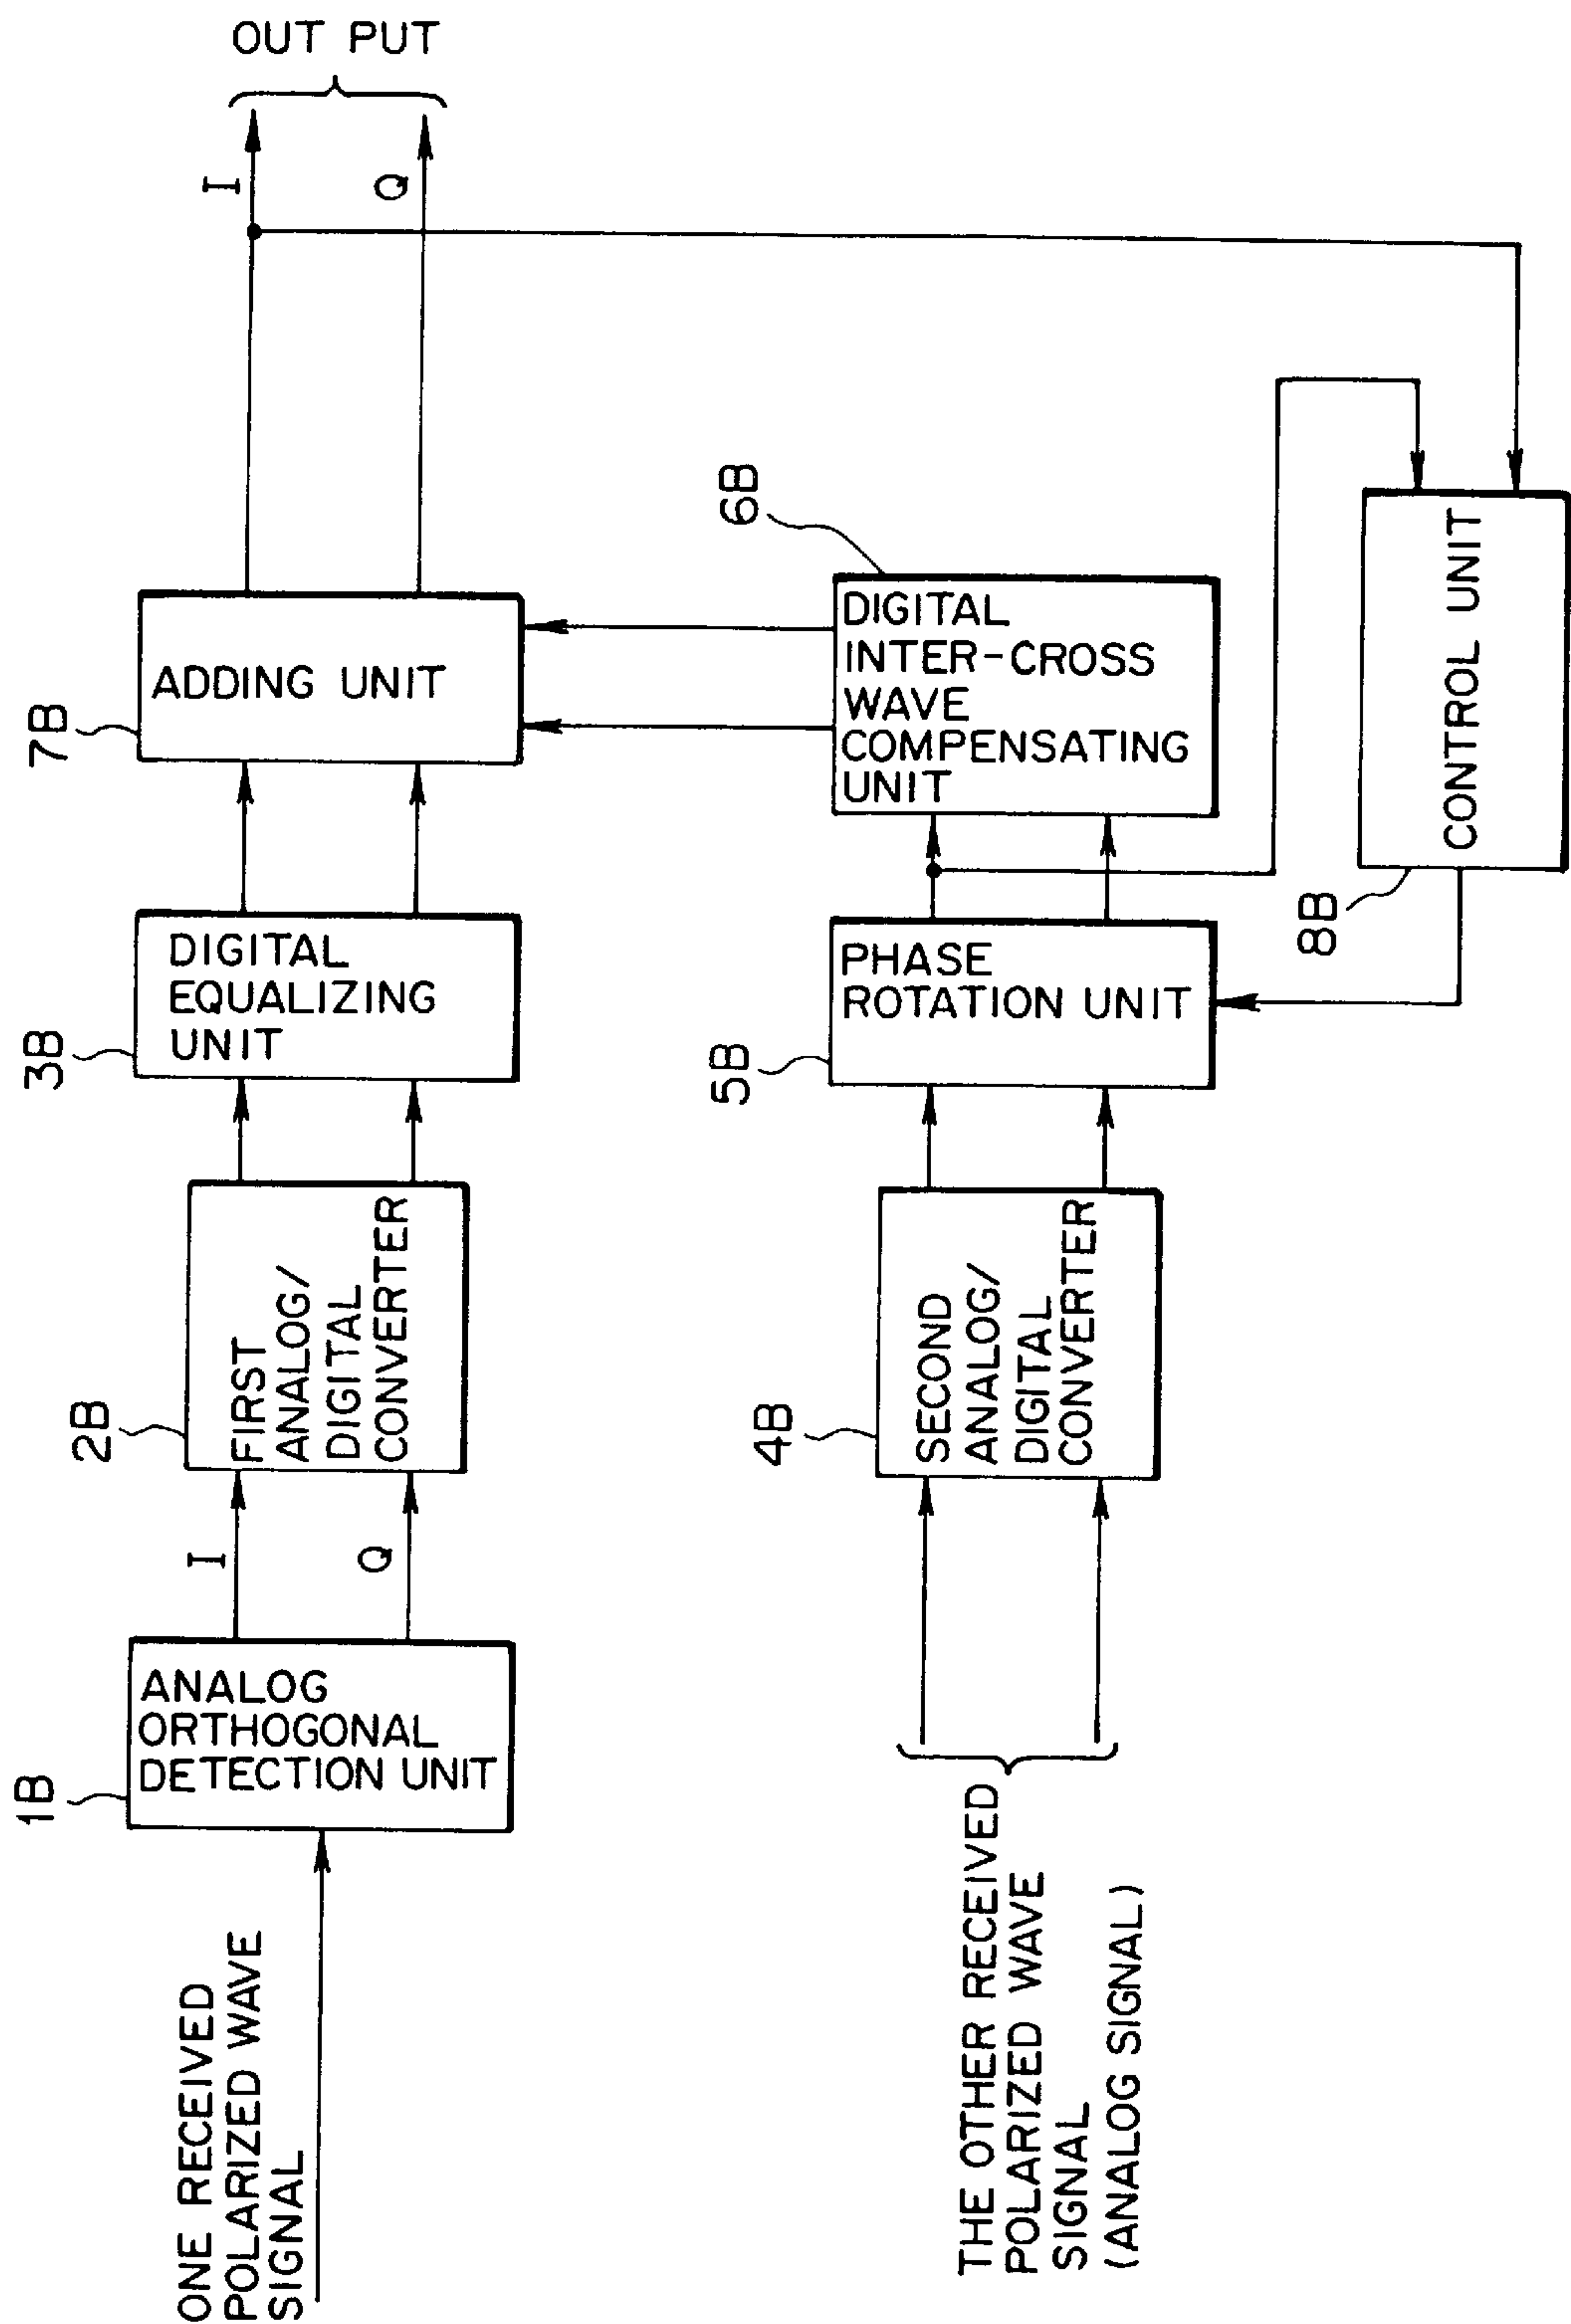 ONE RECEIVED
POLARIZED WAVE
SIGNAL
1B
ANALOG
ORTHOGONAL
DETECTION UNIT
I
Q
2B
FIRST
ANALOG/
DIGITAL
CONVERTER
3B
DIGITAL
EQUALIZING
UNIT
7B
ADDING UNIT
I
Q
OUT PUT
THE OTHER RECEIVED
POLARIZED WAVE
SIGNAL
(ANALOG SIGNAL)
4B
SECOND
ANALOG/
DIGITAL
CONVERTER
5B
PHASE
ROTATION UNIT
6B
DIGITAL
INTER-CROSS
WAVE
COMPENSATING
UNIT
8B
CONTROL UNIT